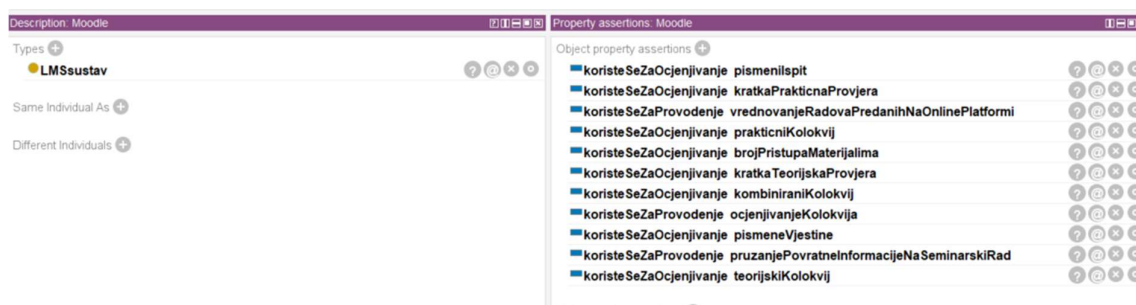 Description: Moodle
Types
LMSsustav
Same Individual As
Different Individuals
Property assertions: Moodle
Object property assertions
koristeSeZaOcjenjivanje pismeniIspit
koristeSeZaOcjenjivanje kratkaPrakticnaProvjera
koristeSeZaProvodenje vrednovanjeRadovaPredanihNaOnlinePlatformi
koristeSeZaOcjenjivanje prakticniKolokvij
koristeSeZaOcjenjivanje brojPristupaMaterijalima
koristeSeZaOcjenjivanje kratkaTeorijskaProvjera
koristeSeZaOcjenjivanje kombiniraniKolokvij
koristeSeZaProvodenje ocjenjivanjeKolokvija
koristeSeZaOcjenjivanje pismeneVjestine
koristeSeZaProvodenje pruzanjePovratneInformacijeNaSeminarskiRad
koristeSeZaOcjenjivanje teorijskiKolokvij